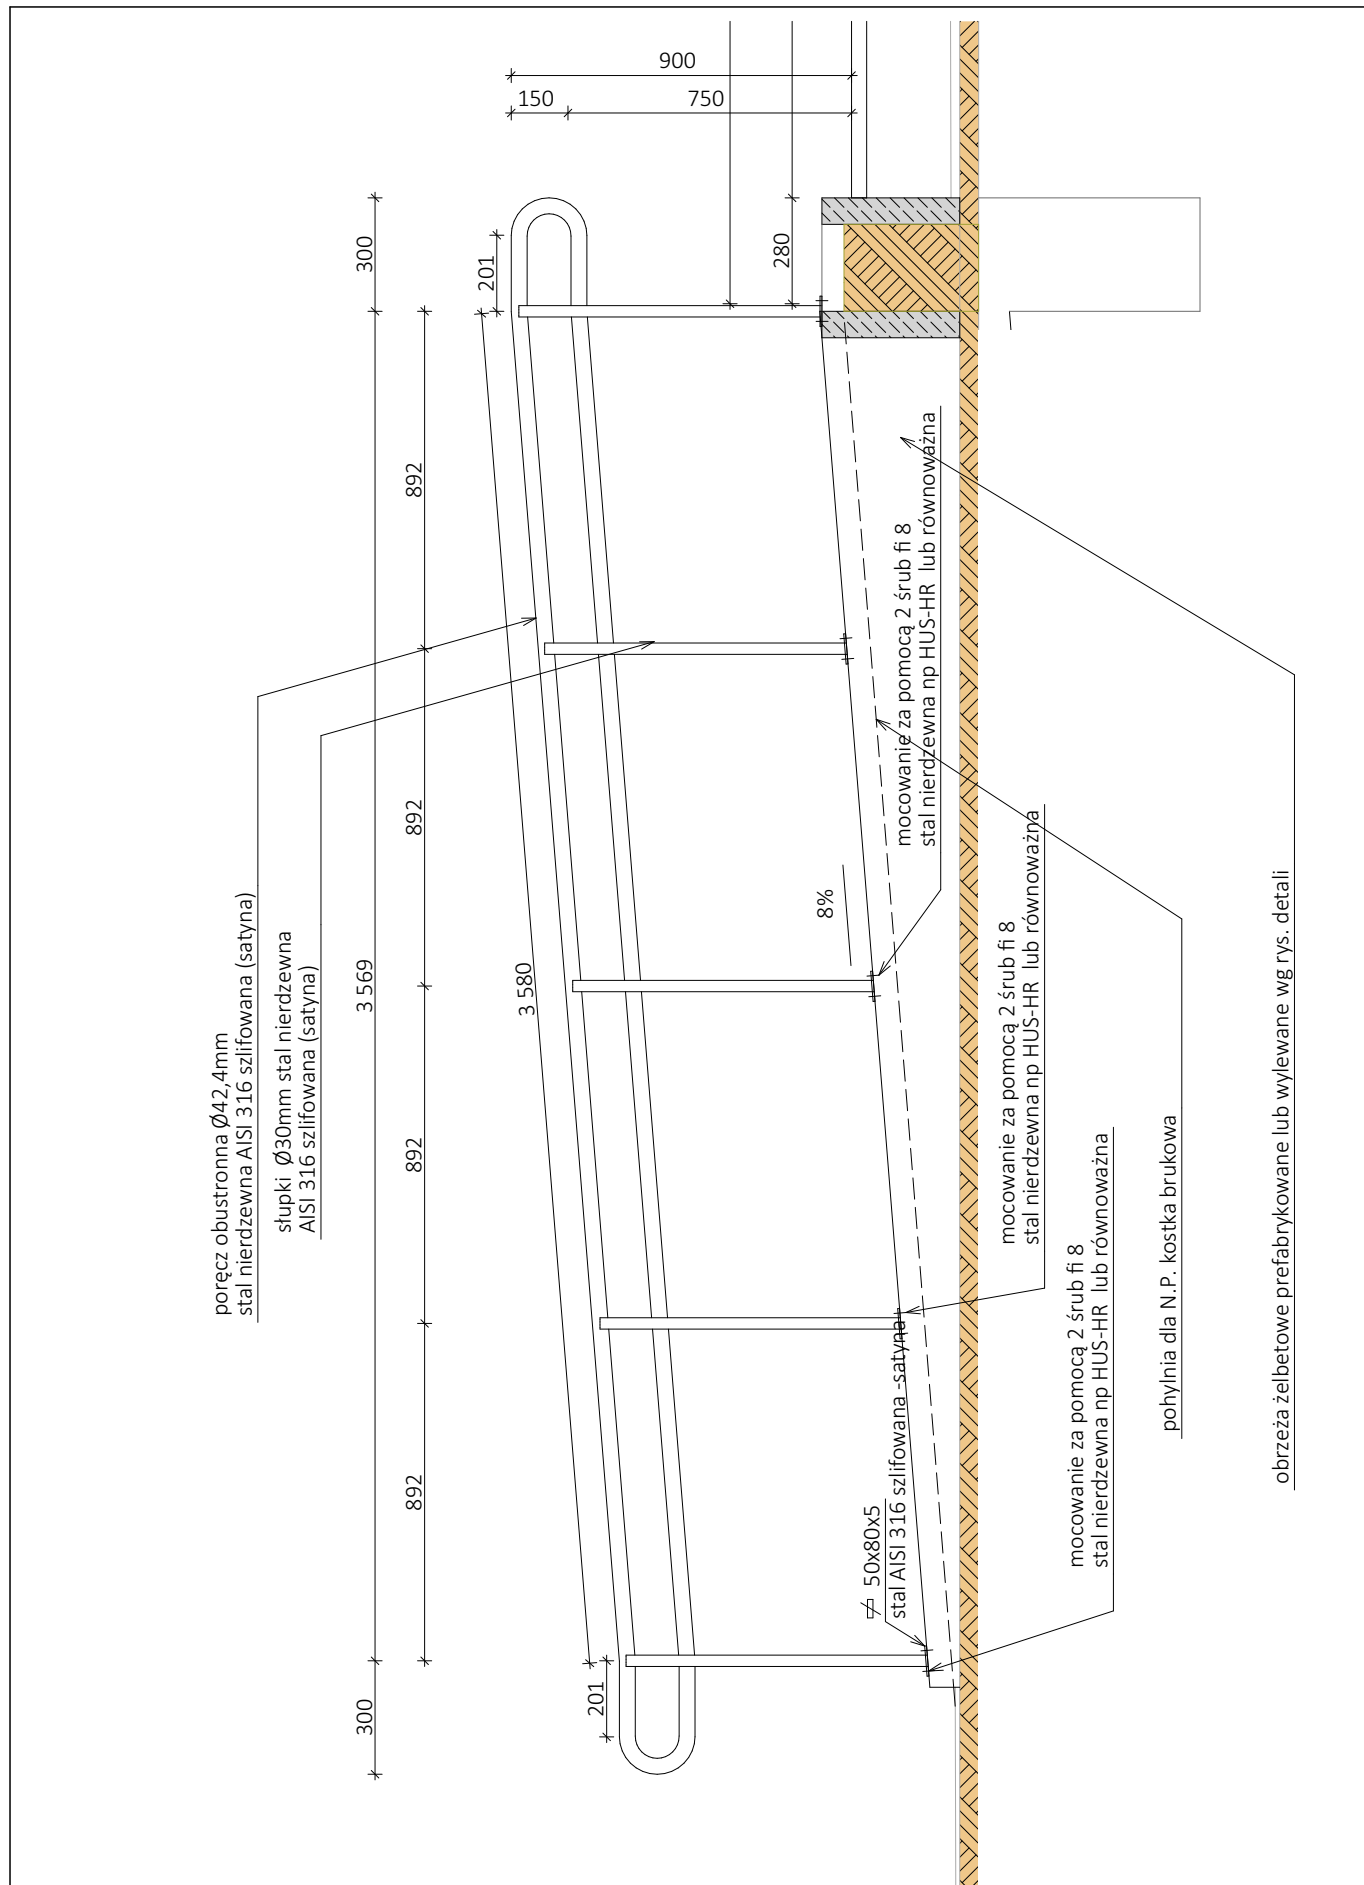 900
150
750
300
201
280
892
892
892
892
3 569
3 580
300
201
8%
poręcz obustronna Ø42,4mm
stal nierdzewna AISI 316 szlifowana (satyna)
słupki Ø30mm stal nierdzewna
AISI 316 szlifowana (satyna)
mocowanie za pomocą 2 śrub fi 8
stal nierdzewna np HUS-HR lub równoważna
mocowanie za pomocą 2 śrub fi 8
stal nierdzewna np HUS-HR lub równoważna
mocowanie za pomocą 2 śrub fi 8
stal nierdzewna np HUS-HR lub równoważna
50x80x5
stal AISI 316 szlifowana -satyna
pohylnia dla N.P. kostka brukowa
obrzeża żelbetowe prefabrykowane lub wylewane wg rys. detali